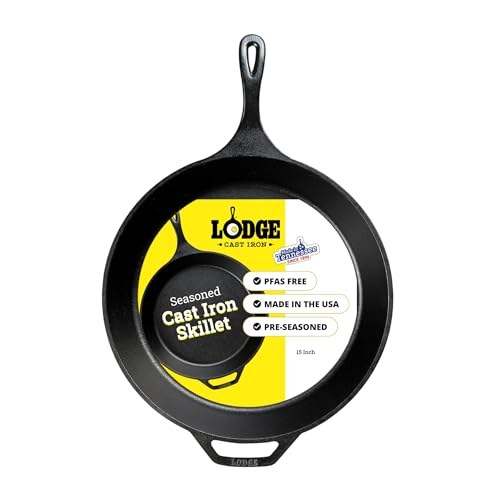 LODGE
CAST IRON
Made in
Tennessee
SINCE 1896
PFAS FREE
Seasoned
Cast Iron
Skillet
MADE IN THE USA
PRE-SEASONED
15 Inch
LODGE